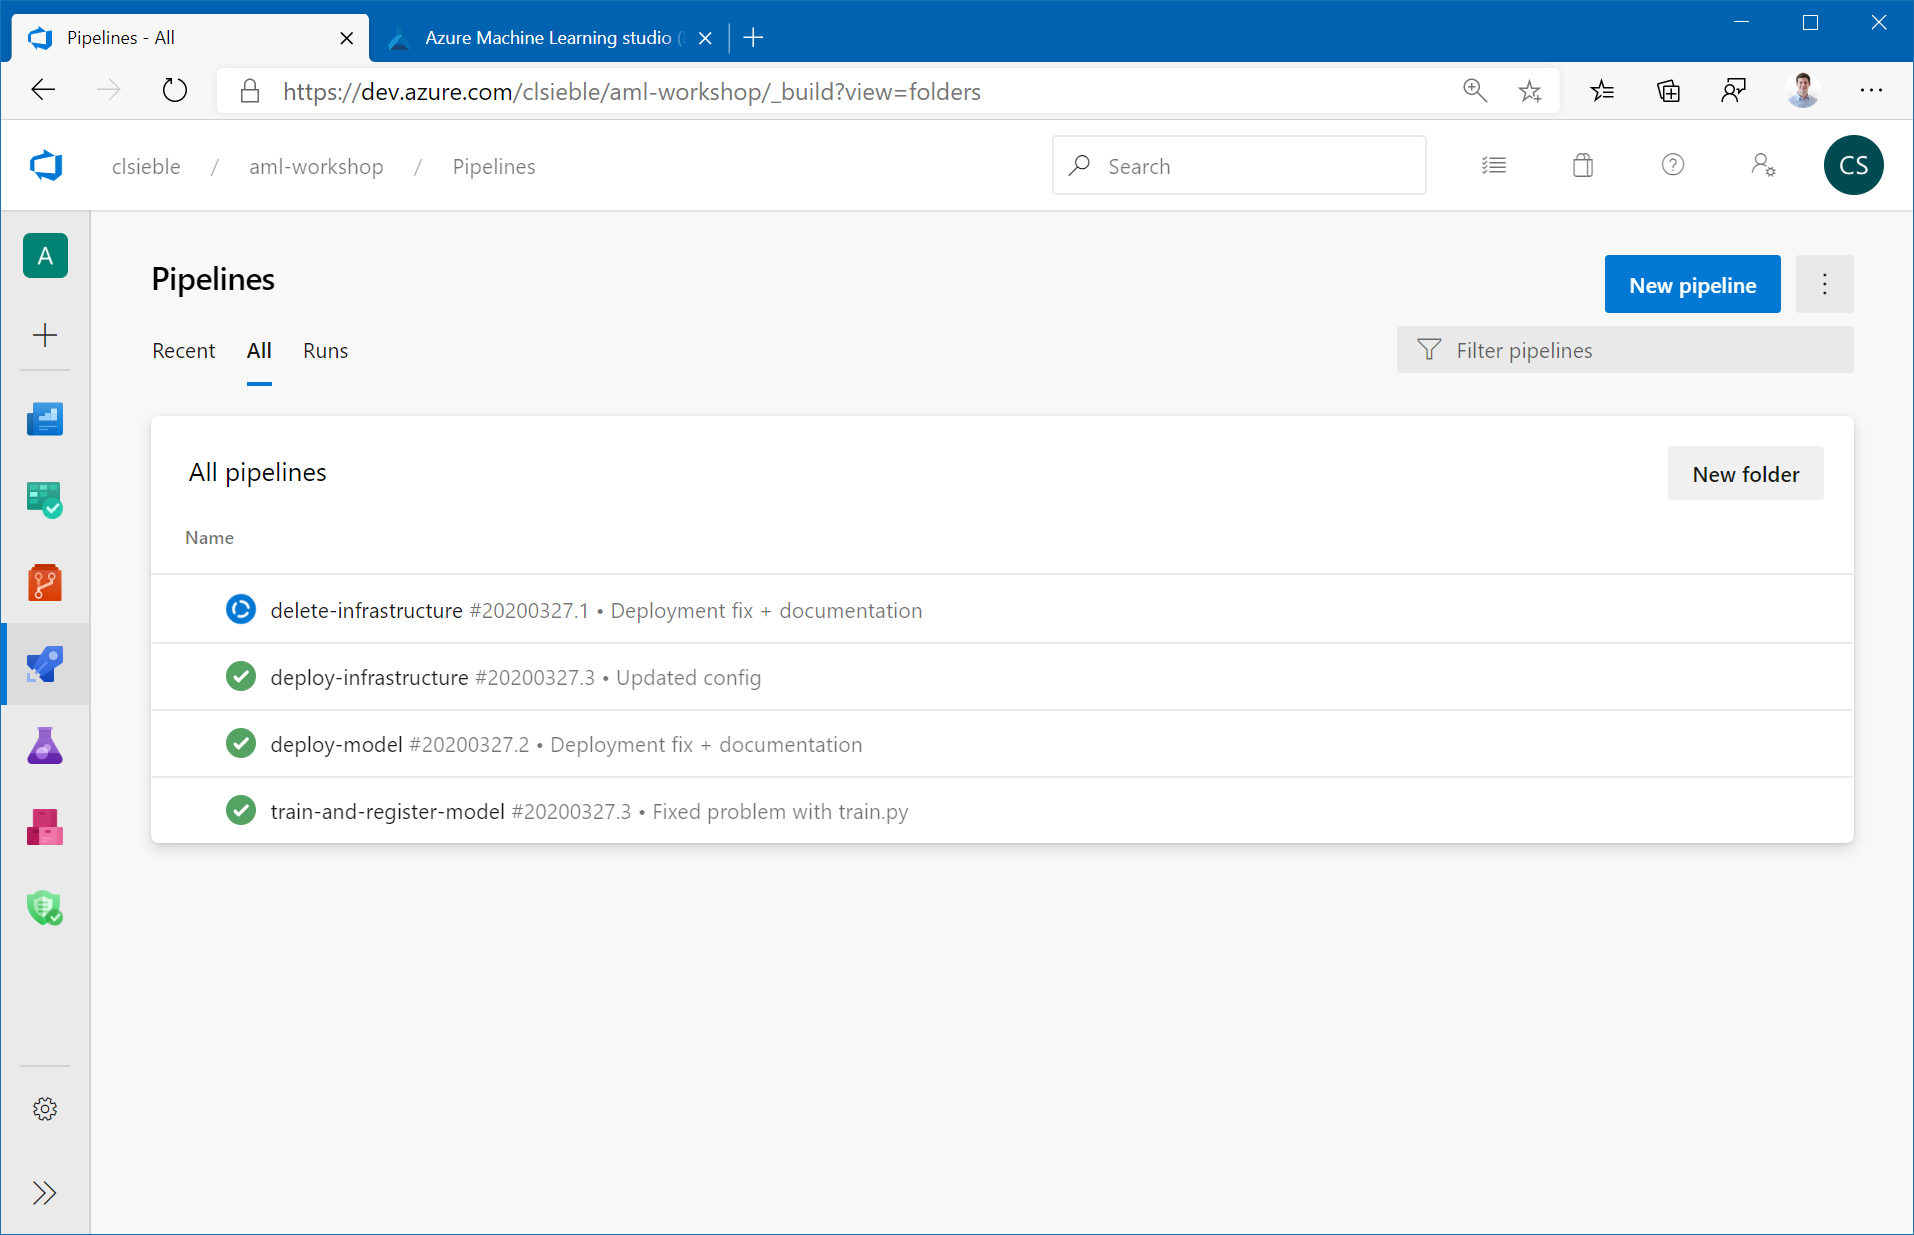 Pipelines - All
Azure Machine Learning studio (
https://dev.azure.com/clsieble/aml-workshop/_build?view=folders
clsieble / aml-workshop / Pipelines
Search
CS
A
Pipelines
New pipeline
Recent All Runs
Filter pipelines
All pipelines
New folder
Name
delete-infrastructure #20200327.1 • Deployment fix + documentation
deploy-infrastructure #20200327.3 • Updated config
deploy-model #20200327.2 • Deployment fix + documentation
train-and-register-model #20200327.3 • Fixed problem with train.py